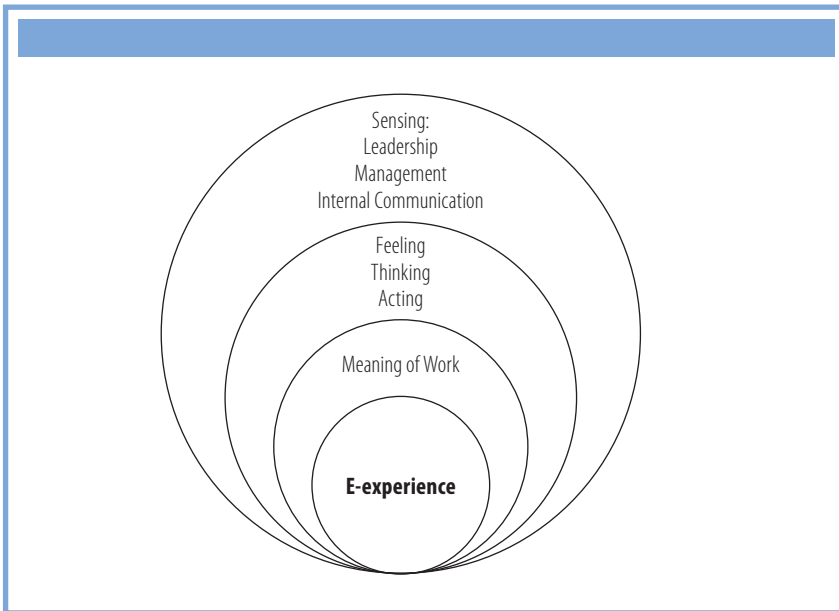 Sensing:
Leadership
Management
Internal Communication
Feeling
Thinking
Acting
Meaning of Work
E-experience